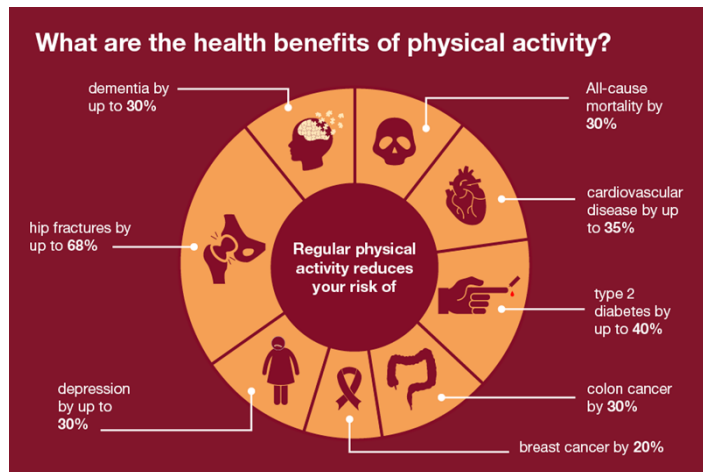 What are the health benefits of physical activity?
dementia by
up to 30%
All-cause
mortality by
30%
cardiovascular
disease by up
to 35%
hip fractures by
up to 68%
Regular physical
activity reduces
your risk of
type 2
diabetes by
up to 40%
depression
by up to
30%
colon cancer
by 30%
breast cancer by 20%